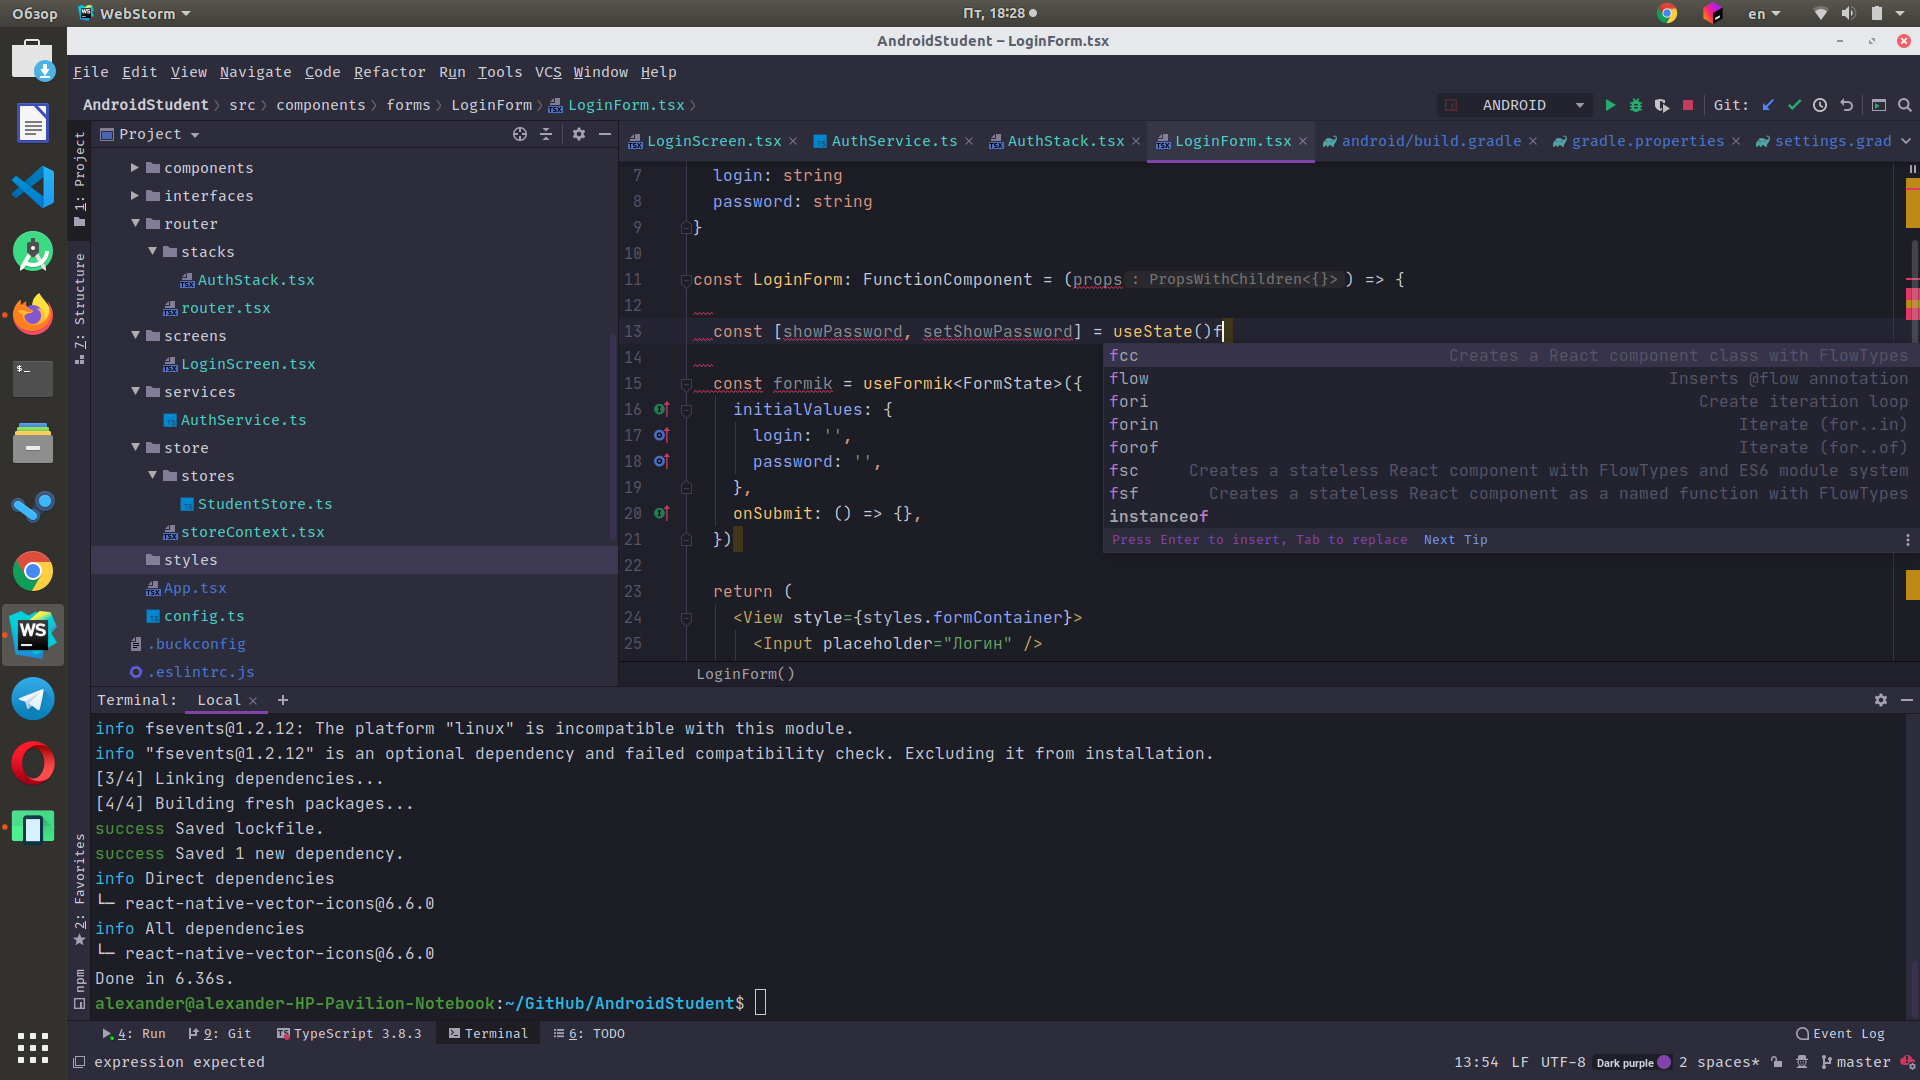 Обзор WebStorm Пт, 18:28 en
AndroidStudent – LoginForm.tsx
File Edit View Navigate Code Refactor Run Tools VCS Window Help
AndroidStudent src components forms LoginForm LoginForm.tsx ANDROID Git:
Project
LoginScreen.tsx AuthService.ts AuthStack.tsx LoginForm.tsx android/build.gradle gradle.properties settings.grad
1: Project
7: Structure
2: Favorites
npm
components
interfaces
router
stacks
AuthStack.tsx
router.tsx
screens
LoginScreen.tsx
services
AuthService.ts
store
stores
StudentStore.ts
storeContext.tsx
styles
App.tsx
config.ts
.buckconfig
.eslintrc.js
7 login: string
8 password: string
9 }
10
11 const LoginForm: FunctionComponent = (props : PropsWithChildren<{}>) => {
12
13 const [showPassword, setShowPassword] = useState()f
14
15 const formik = useFormik<FormState>({
16 initialValues: {
17 login: '',
18 password: '',
19 },
20 onSubmit: () => {},
21 })
22
23 return (
24 <View style={styles.formContainer}>
25 <Input placeholder="Логин" />
fcc Creates a React component class with FlowTypes
flow Inserts @flow annotation
fori Create iteration loop
forin Iterate (for..in)
forof Iterate (for..of)
fsc Creates a stateless React component with FlowTypes and ES6 module system
fsf Creates a stateless React component as a named function with FlowTypes
instanceof
Press Enter to insert, Tab to replace Next Tip
LoginForm()
Terminal: Local
info fsevents@1.2.12: The platform "linux" is incompatible with this module.
info "fsevents@1.2.12" is an optional dependency and failed compatibility check. Excluding it from installation.
[3/4] Linking dependencies...
[4/4] Building fresh packages...
success Saved lockfile.
success Saved 1 new dependency.
info Direct dependencies
└─ react-native-vector-icons@6.6.0
info All dependencies
└─ react-native-vector-icons@6.6.0
Done in 6.36s.
alexander@alexander-HP-Pavilion-Notebook:~/GitHub/AndroidStudent$
4: Run 9: Git TypeScript 3.8.3 Terminal 6: TODO Event Log
expression expected 13:54 LF UTF-8 Dark purple 2 spaces* master